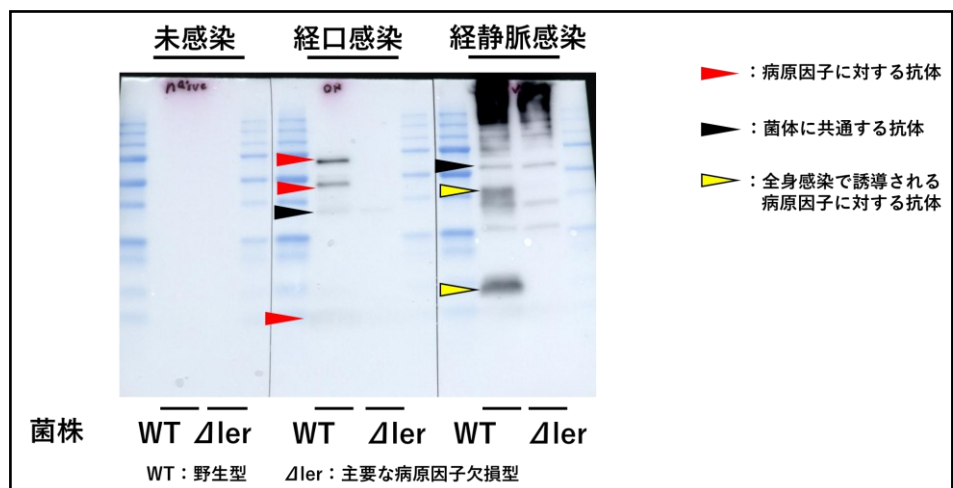 未感染 経口感染 経静脈感染
naive
：病原因子に対する抗体
：菌体に共通する抗体
：全身感染で誘導される
病原因子に対する抗体
菌株 WT Δler WT Δler WT Δler
WT：野生型 Δler：主要な病原因子欠損型